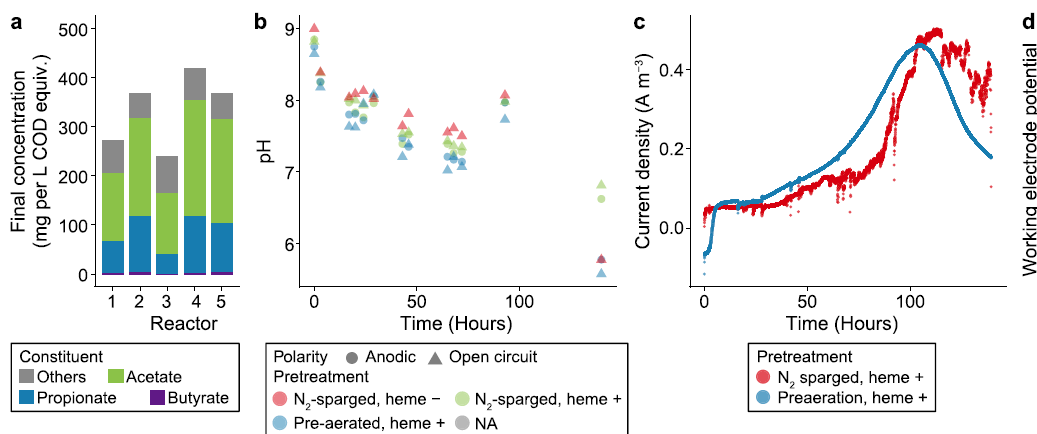 a
Final concentration
(mg per L COD equiv.)
500
400
300
200
100
0
1 2 3 4 5
Reactor
Constituent
Others Acetate
Propionate Butyrate
b
pH
9
8
7
6
0 50 100
Time (Hours)
Polarity Anodic Open circuit
Pretreatment
N₂-sparged, heme − N₂-sparged, heme +
Pre-aerated, heme + NA
c
Current density (A m⁻³)
0.4
0.2
0.0
0 50 100
Time (Hours)
Pretreatment
N₂ sparged, heme +
Preaeration, heme +
d
Working electrode potential